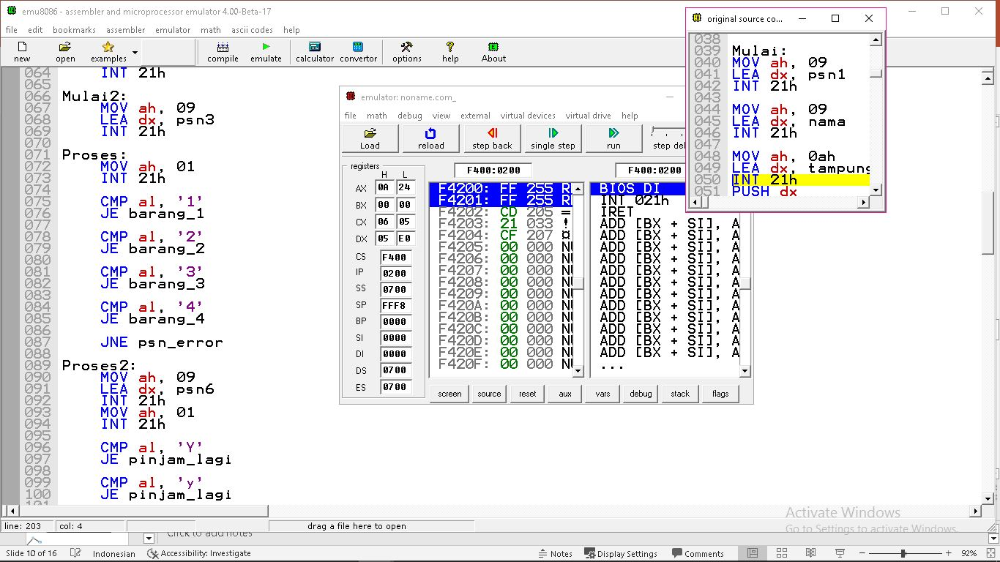 emu8086 - assembler and microprocessor emulator 4.00-Beta-17
file edit bookmarks assembler emulator math ascii codes help
new open examples compile emulate calculator convertor options help About
064 INT 21h
065
066 Mulai2:
067 MOV ah, 09
068 LEA dx, psn3
069 INT 21h
070
071 Proses:
072 MOV ah, 01
073 INT 21h
074
075 CMP al, '1'
076 JE barang_1
077
078 CMP al, '2'
079 JE barang_2
080
081 CMP al, '3'
082 JE barang_3
083
084 CMP al, '4'
085 JE barang_4
086
087 JNE psn_error
088
089 Proses2:
090 MOV ah, 09
091 LEA dx, psn6
092 INT 21h
093 MOV ah, 01
094 INT 21h
095
096 CMP al, 'Y'
097 JE pinjam_lagi
098
099 CMP al, 'y'
100 JE pinjam_lagi
line: 203 col: 4 drag a file here to open
emulator: noname.com_
file math debug view external virtual devices virtual drive help
Load reload step back single step run step del
registers
H L
AX 0A 24
BX 00 00
CX 06 05
DX 05 E0
CS F400
IP 0200
SS 0700
SP FFF8
BP 0000
SI 0000
DI 0000
DS 0700
ES 0700
F400:0200
F4200: FF 255 R
F4201: FF 255 R
F4202: CD 205 =
F4203: 21 033 !
F4204: CF 207 ¤
F4205: 00 000 NU
F4206: 00 000 NU
F4207: 00 000 NU
F4208: 00 000 NU
F4209: 00 000 NU
F420A: 00 000 NU
F420B: 00 000 NU
F420C: 00 000 NU
F420D: 00 000 NU
F420E: 00 000 NU
F420F: 00 000 NU
F400:0200
BIOS DI
INT 021h
IRET
ADD [BX + SI], A
ADD [BX + SI], A
ADD [BX + SI], A
ADD [BX + SI], A
ADD [BX + SI], A
ADD [BX + SI], A
ADD [BX + SI], A
ADD [BX + SI], A
ADD [BX + SI], A
ADD [BX + SI], A
ADD [BX + SI], A
ADD [BX + SI], A
...
screen source reset aux vars debug stack flags
original source co...
038
039 Mulai:
040 MOV ah, 09
041 LEA dx, psn1
042 INT 21h
043
044 MOV ah, 09
045 LEA dx, nama
046 INT 21h
047
048 MOV ah, 0ah
049 LEA dx, tampung
050 INT 21h
051 PUSH dx
Activate Windows
Go to Settings to activate Windows.
Click to add notes
Slide 10 of 16 Indonesian Accessibility: Investigate Notes Display Settings Comments 92%